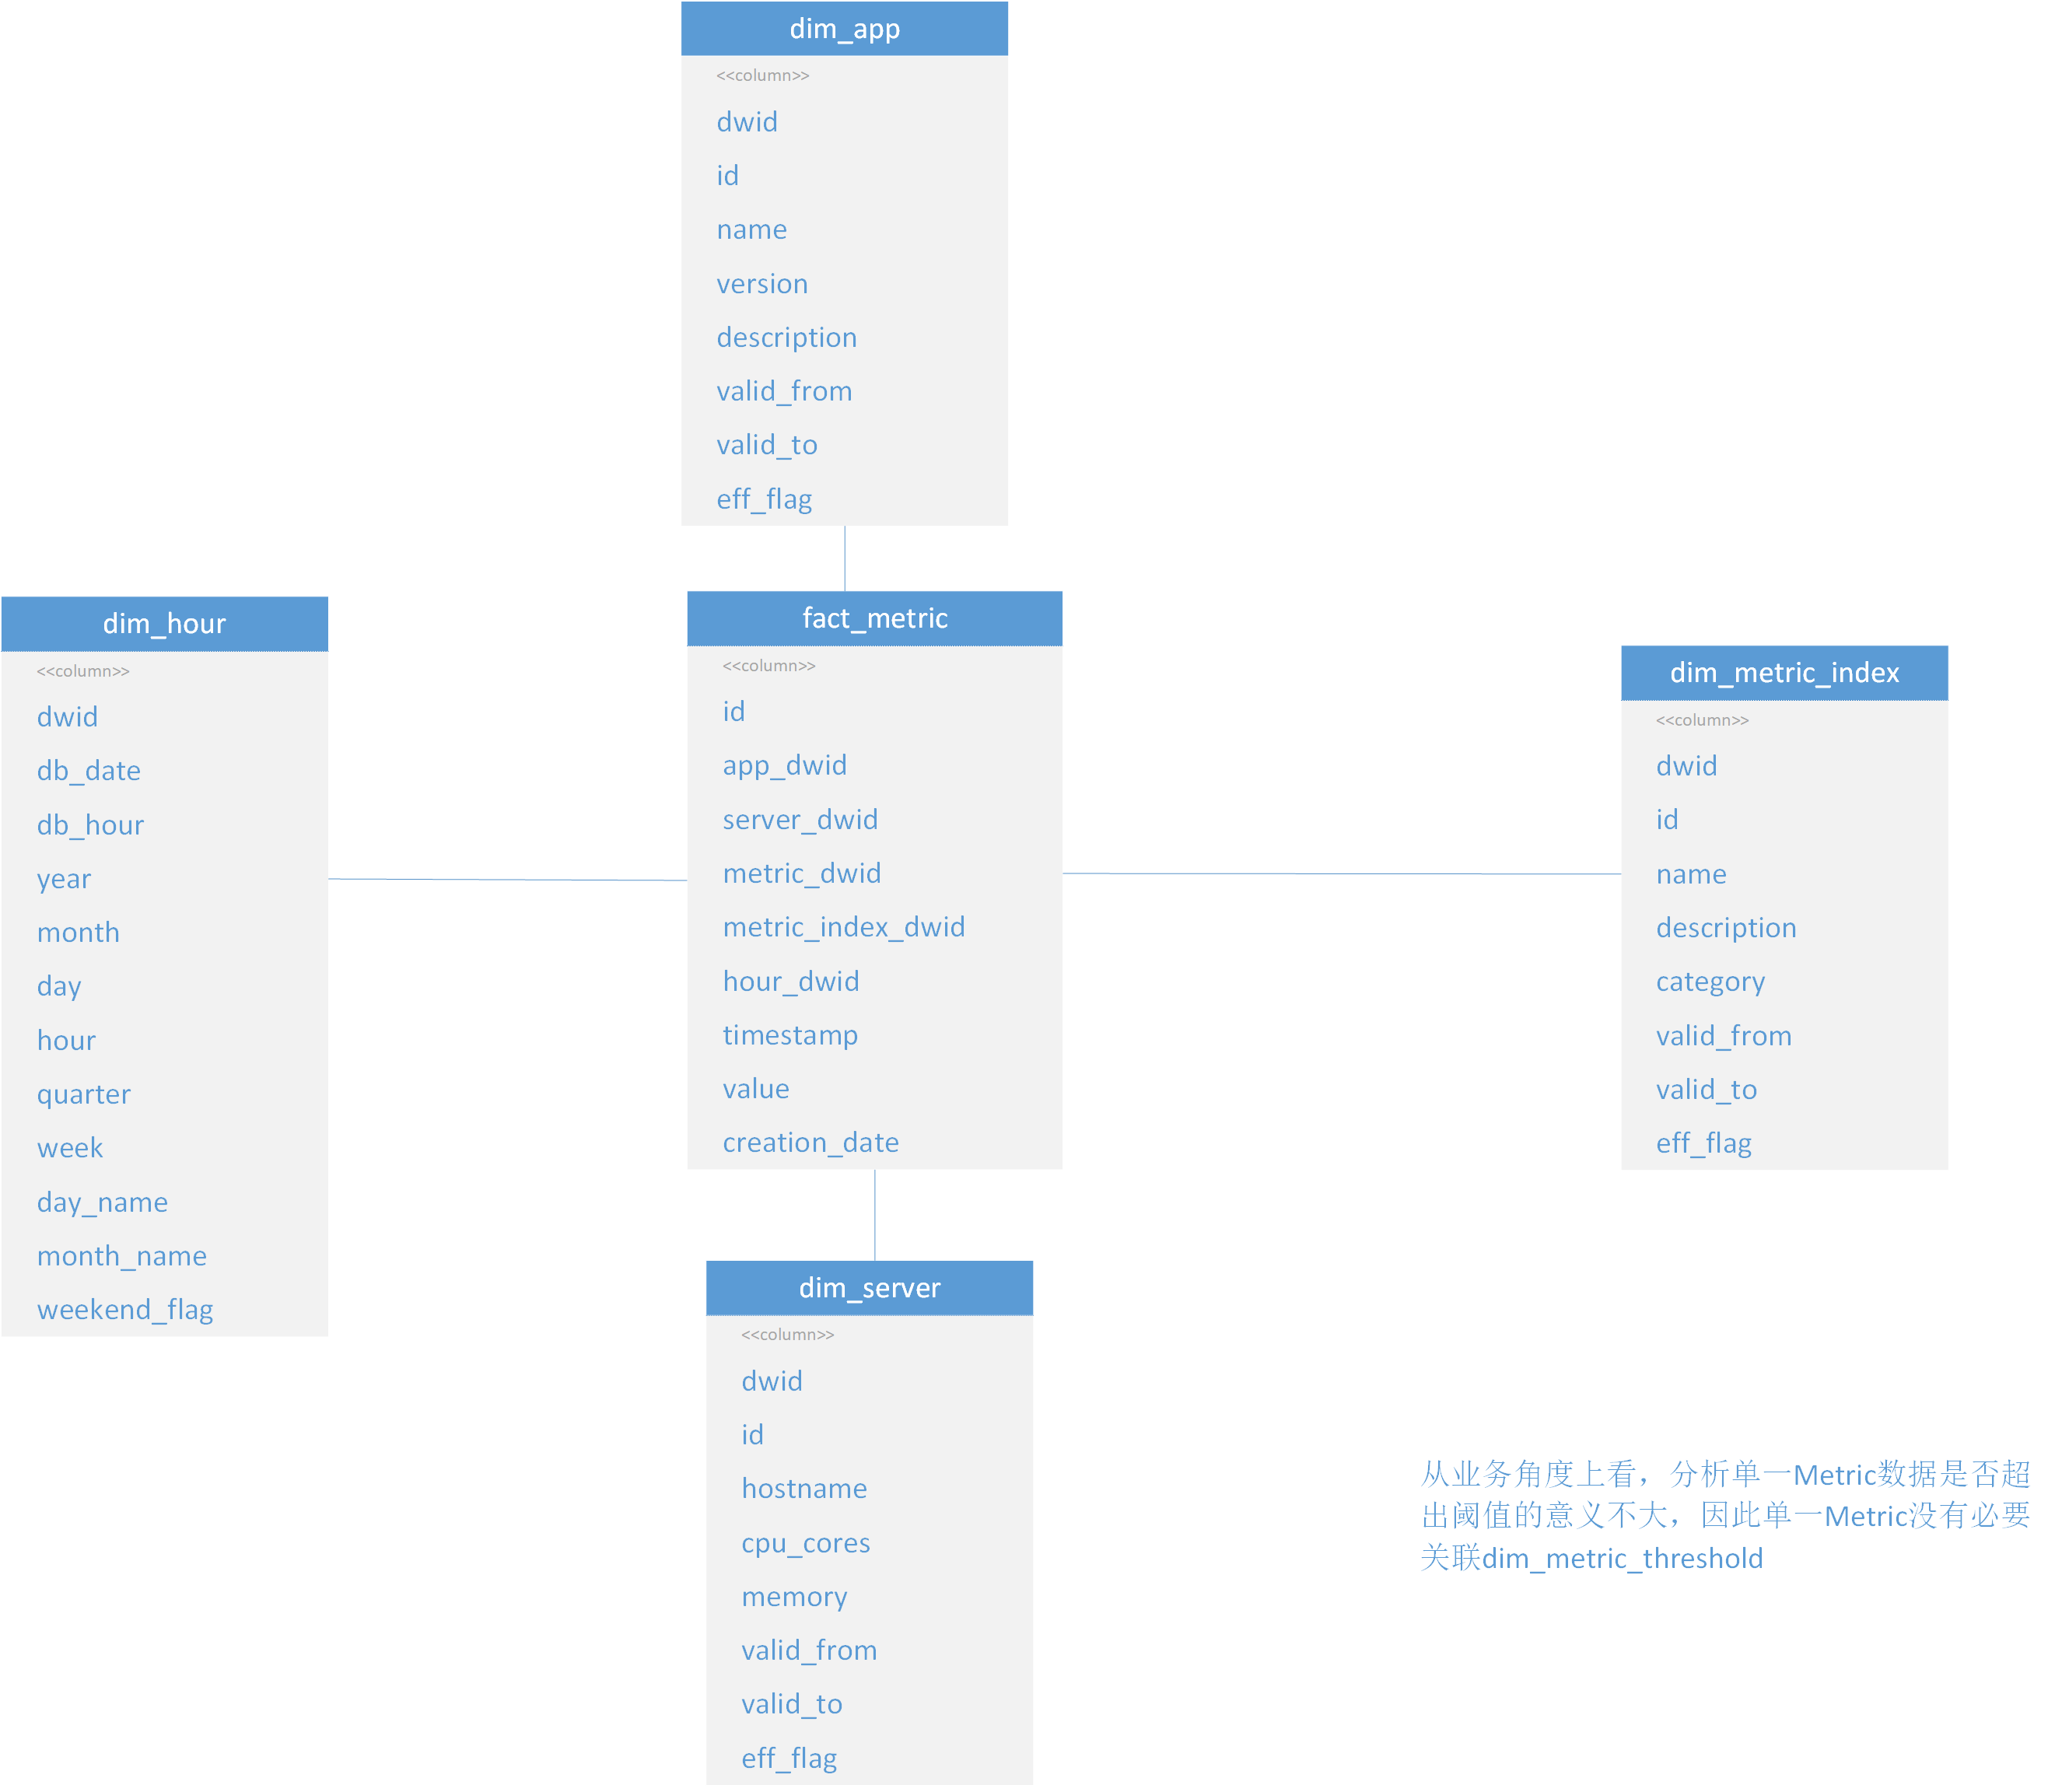 dim_app
<<column>>
dwid
id
name
version
description
valid_from
valid_to
eff_flag
dim_hour
<<column>>
dwid
db_date
db_hour
year
month
day
hour
quarter
week
day_name
month_name
weekend_flag
fact_metric
<<column>>
id
app_dwid
server_dwid
metric_dwid
metric_index_dwid
hour_dwid
timestamp
value
creation_date
dim_metric_index
<<column>>
dwid
id
name
description
category
valid_from
valid_to
eff_flag
dim_server
<<column>>
dwid
id
hostname
cpu_cores
memory
valid_from
valid_to
eff_flag
从业务角度上看，分析单一Metric数据是否超
出阈值的意义不大，因此单一Metric没有必要
关联dim_metric_threshold